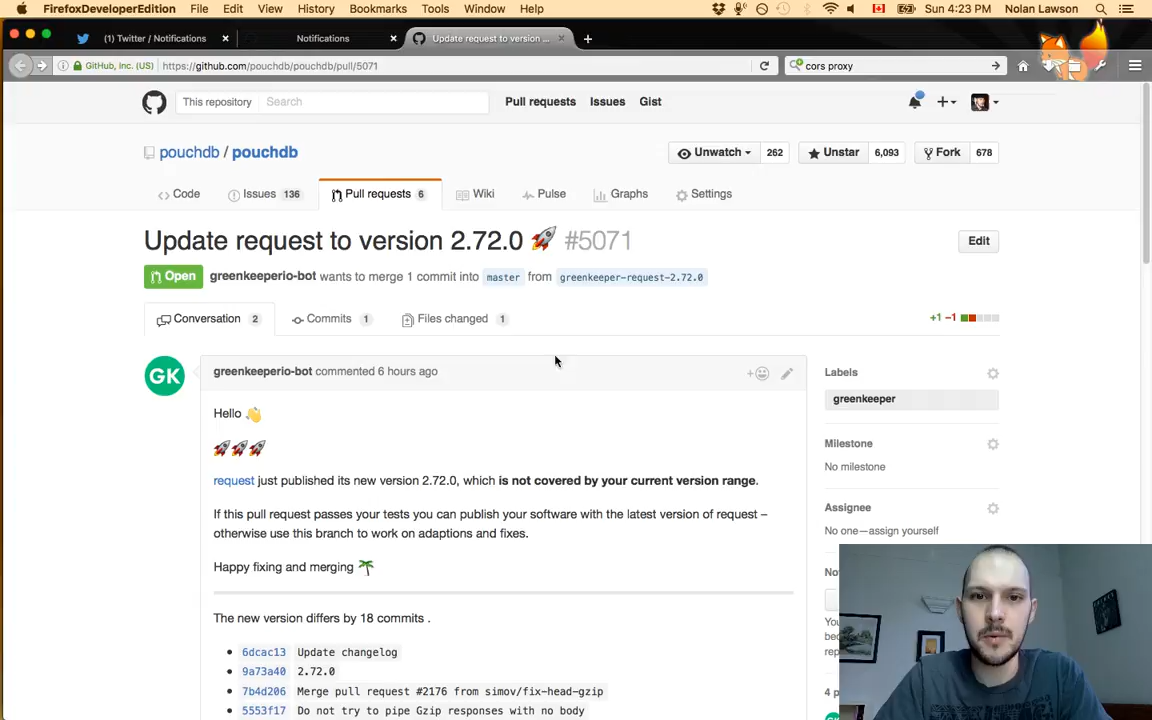 FirefoxDeveloperEdition File Edit View History Bookmarks Tools Window Help Sun 4:23 PM Nolan Lawson
(1) Twitter / Notifications × Notifications × Update request to version ... × +
GitHub, Inc. (US) https://github.com/pouchdb/pouchdb/pull/5071 cors proxy
This repository Search Pull requests Issues Gist
pouchdb / pouchdb Unwatch 262 Unstar 6,093 Fork 678
Code Issues 136 Pull requests 6 Wiki Pulse Graphs Settings
Update request to version 2.72.0 🚀 #5071 Edit
Open greenkeeperio-bot wants to merge 1 commit into master from greenkeeper-request-2.72.0
Conversation 2 Commits 1 Files changed 1 +1 −1
GK greenkeeperio-bot commented 6 hours ago
Labels
greenkeeper
Hello 👋
🚀🚀🚀
Milestone
No milestone
request just published its new version 2.72.0, which is not covered by your current version range.
Assignee
If this pull request passes your tests you can publish your software with the latest version of request –
No one—assign yourself
otherwise use this branch to work on adaptions and fixes.
Happy fixing and merging 🌴
The new version differs by 18 commits .
6dcac13 Update changelog
9a73a40 2.72.0
7b4d206 Merge pull request #2176 from simov/fix-head-gzip
5553f17 Do not try to pipe Gzip responses with no body